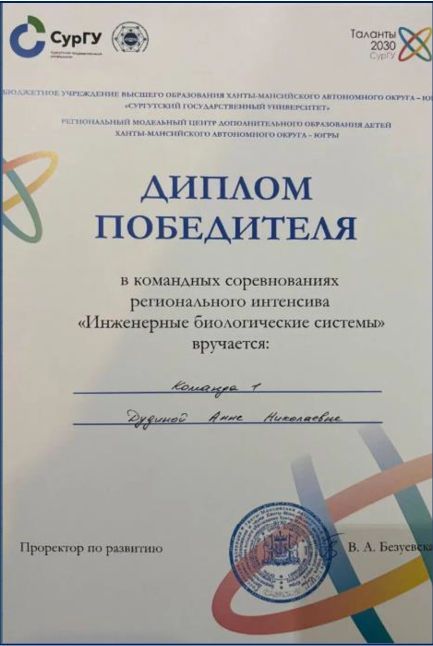 СурГУ
Таланты
2030
СурГУ
БЮДЖЕТНОЕ УЧРЕЖДЕНИЕ ВЫСШЕГО ОБРАЗОВАНИЯ ХАНТЫ-МАНСИЙСКОГО АВТОНОМНОГО ОКРУГА – Ю
«СУРГУТСКИЙ ГОСУДАРСТВЕННЫЙ УНИВЕРСИТЕТ»
РЕГИОНАЛЬНЫЙ МОДЕЛЬНЫЙ ЦЕНТР ДОПОЛНИТЕЛЬНОГО ОБРАЗОВАНИЯ ДЕТЕЙ
ХАНТЫ-МАНСИЙСКОГО АВТОНОМНОГО ОКРУГА – ЮГРЫ
ДИПЛОМ
ПОБЕДИТЕЛЯ
в командных соревнованиях
регионального интенсива
«Инженерные биологические системы»
вручается:
Команда 1
Дудиной Анне Николаевне
Проректор по развитию
В. А. Безуевска